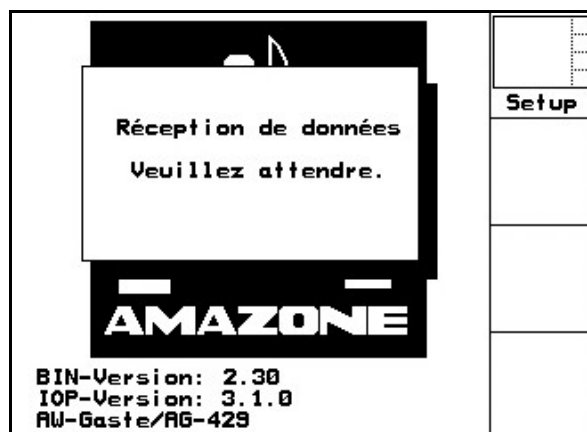 Setup
Réception de données
Veuillez attendre.
AMAZONE
BIN-Version: 2.30
IOP-Version: 3.1.0
AW-Gaste/AG-429